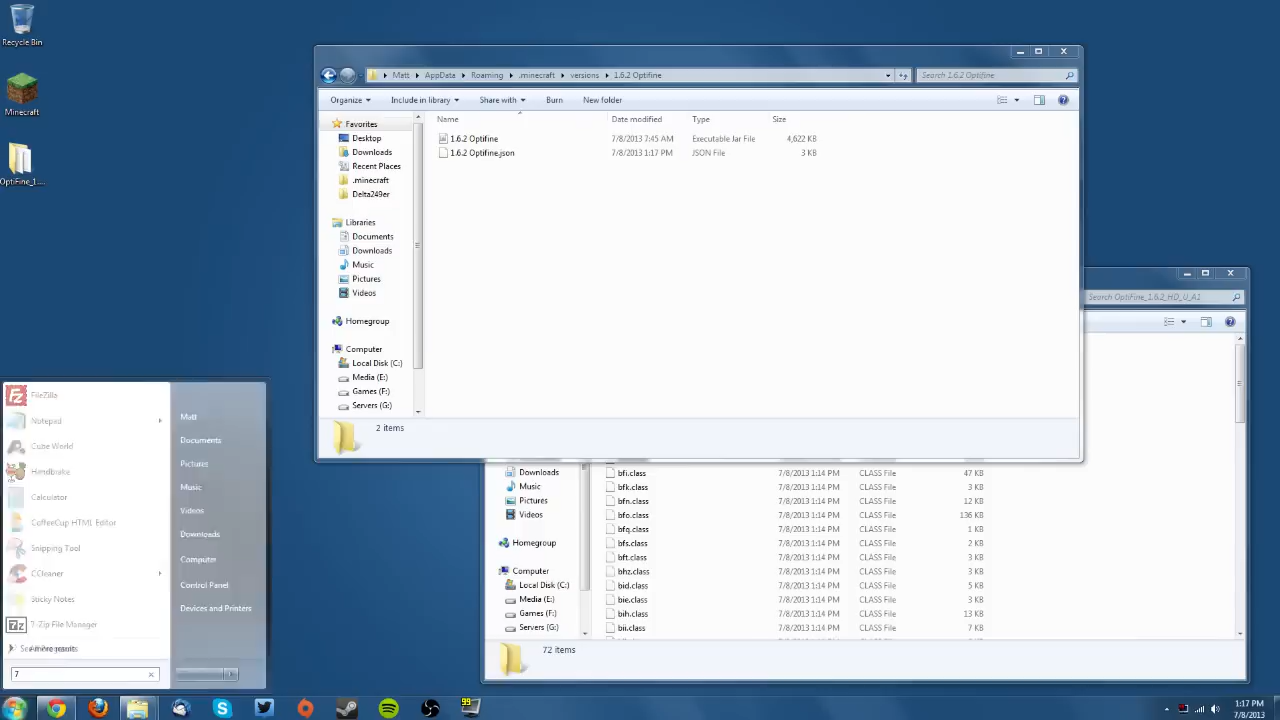 Recycle Bin
Minecraft
OptiFine_1....
Matt
AppData
Roaming
.minecraft
versions
1.6.2 Optifine
Search 1.6.2 Optifine
Organize
Include in library
Share with
Burn
New folder
Favorites
Desktop
Downloads
Recent Places
.minecraft
Delta249er
Libraries
Documents
Downloads
Music
Pictures
Videos
Homegroup
Computer
Local Disk (C:)
Media (E:)
Games (F:)
Servers (G:)
Name
Date modified
Type
Size
1.6.2 Optifine 7/8/2013 7:45 AM Executable Jar File 4,622 KB
1.6.2 Optifine.json 7/8/2013 1:17 PM JSON File 3 KB
2 items
Search OptiFine_1.6.2_HD_U_A1
Downloads
Music
Pictures
Videos
Homegroup
Computer
Local Disk (C:)
Media (E:)
Games (F:)
Servers (G:)
bfi.class 7/8/2013 1:14 PM CLASS File 47 KB
bfk.class 7/8/2013 1:14 PM CLASS File 3 KB
bfn.class 7/8/2013 1:14 PM CLASS File 12 KB
bfo.class 7/8/2013 1:14 PM CLASS File 136 KB
bfq.class 7/8/2013 1:14 PM CLASS File 1 KB
bfs.class 7/8/2013 1:14 PM CLASS File 2 KB
bft.class 7/8/2013 1:14 PM CLASS File 3 KB
bhz.class 7/8/2013 1:14 PM CLASS File 3 KB
bid.class 7/8/2013 1:14 PM CLASS File 5 KB
bie.class 7/8/2013 1:14 PM CLASS File 3 KB
bih.class 7/8/2013 1:14 PM CLASS File 13 KB
bii.class 7/8/2013 1:14 PM CLASS File 7 KB
72 items
FileZilla
Notepad
Cube World
Handbrake
Calculator
CoffeeCup HTML Editor
Snipping Tool
CCleaner
Sticky Notes
7-Zip File Manager
7
Matt
Documents
Pictures
Music
Videos
Downloads
Computer
Control Panel
Devices and Printers
99
1:17 PM
7/8/2013